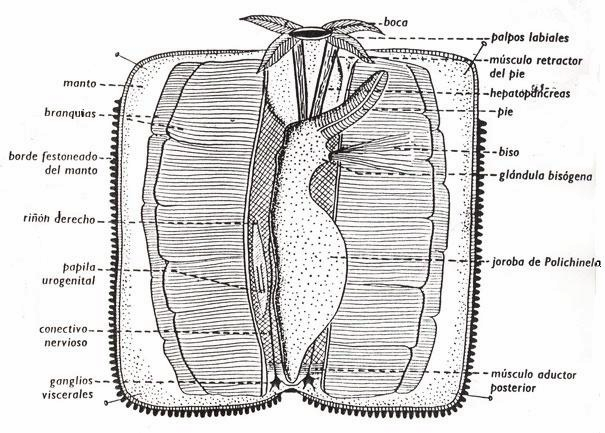 boca
palpos labiales
músculo retractor
del pie
hepatopáncreas
pie
biso
glándula bisógena
joroba de Polichinela
músculo aductor
posterior
manto
branquias
borde festoneado
del manto
riñón derecho
papila
urogenital
conectivo
nervioso
ganglios
viscerales